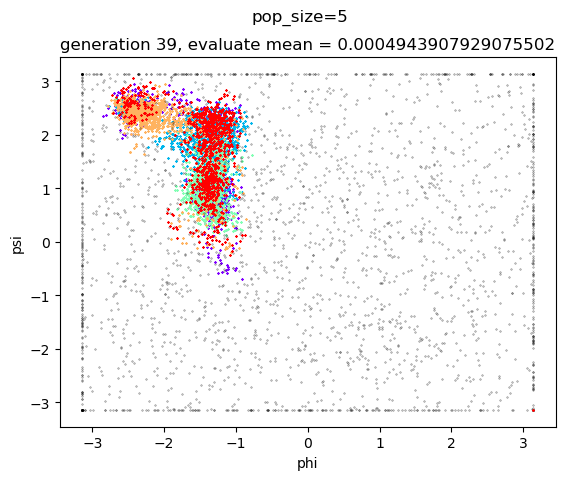 pop_size=5
generation 39, evaluate mean = 0.0004943907929075502
3
2
1
0
−1
−2
−3
psi
−3 −2 −1 0 1 2 3
phi